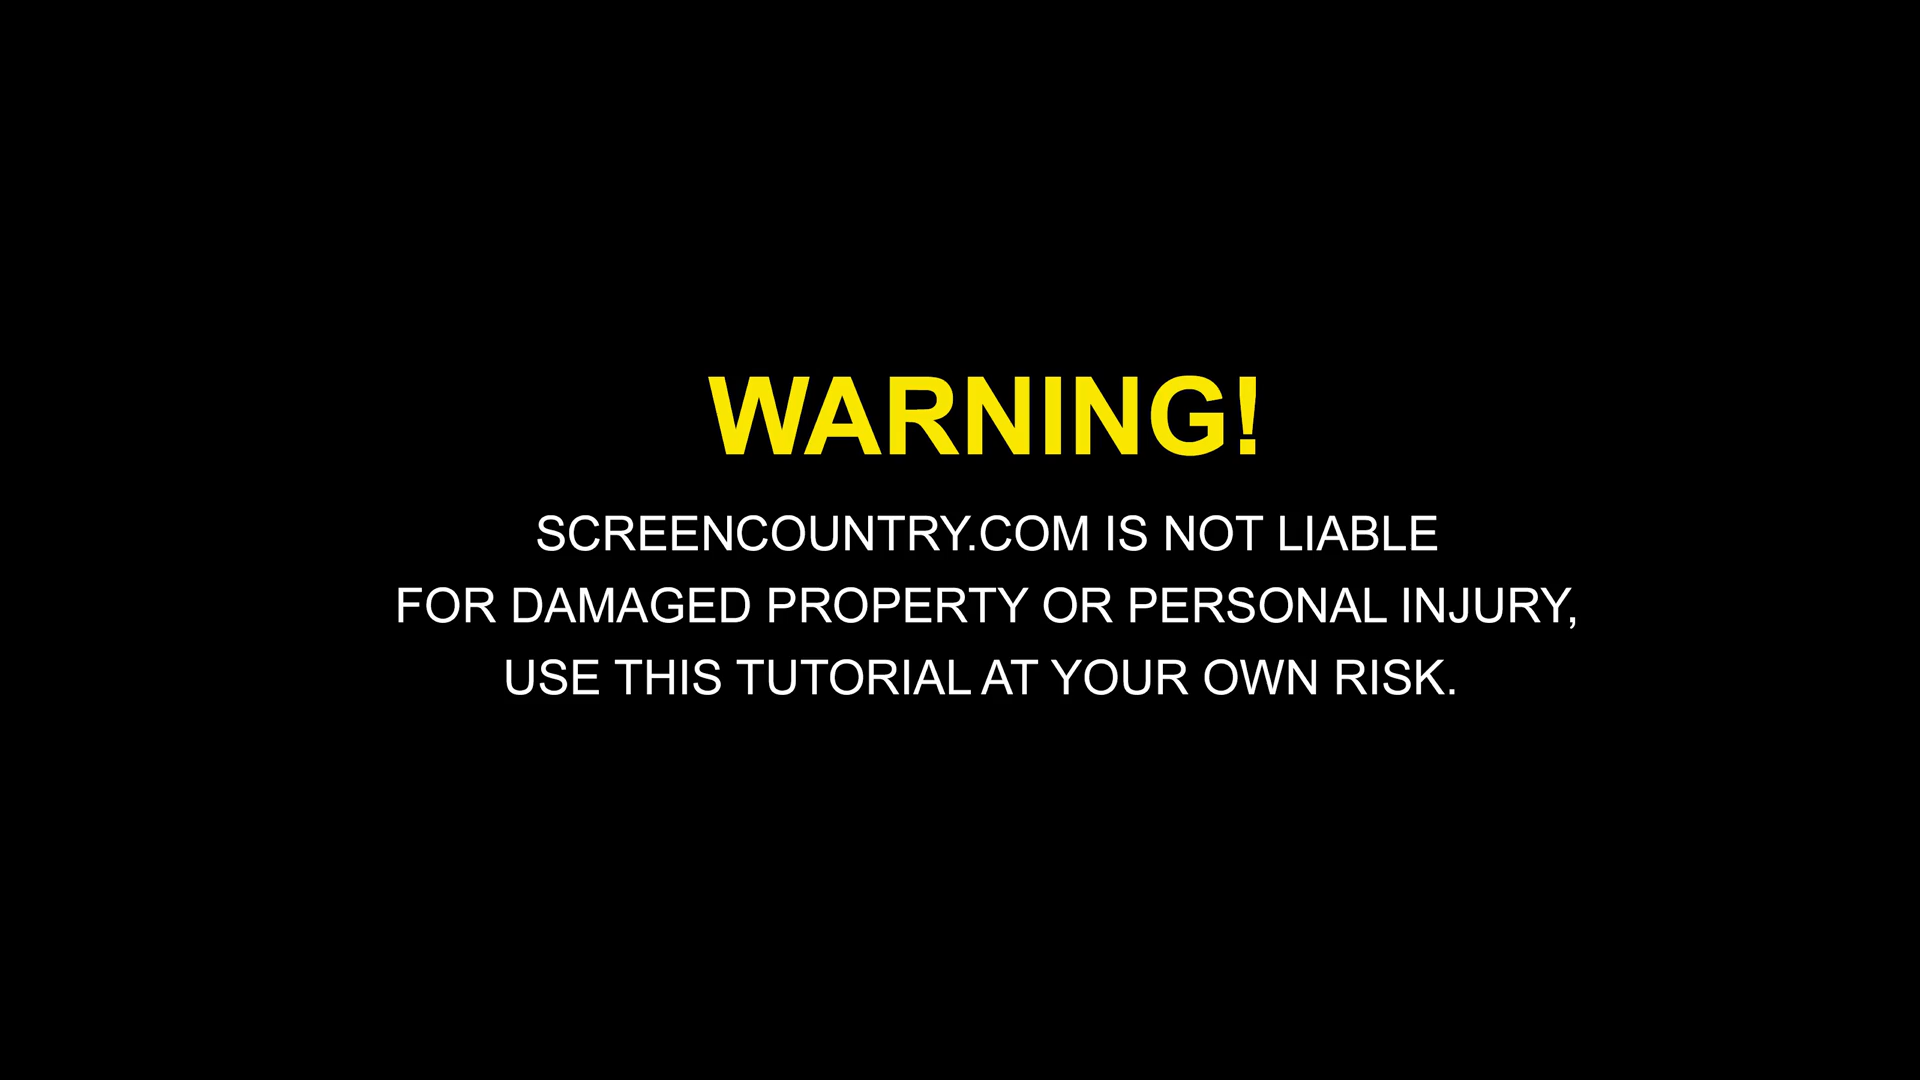 WARNING!
SCREENCOUNTRY.COM IS NOT LIABLE
FOR DAMAGED PROPERTY OR PERSONAL INJURY,
USE THIS TUTORIAL AT YOUR OWN RISK.